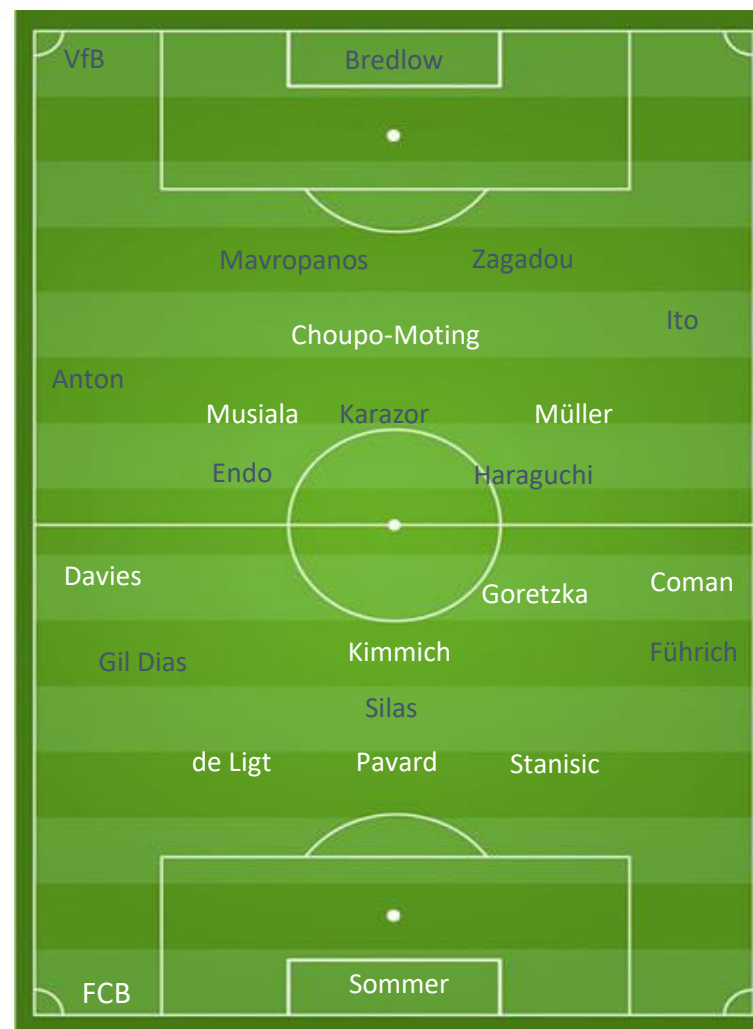 VfB
Bredlow
Mavropanos
Zagadou
Ito
Choupo-Moting
Anton
Musiala
Karazor
Müller
Endo
Haraguchi
Davies
Coman
Goretzka
Kimmich
Führich
Gil Dias
Silas
de Ligt
Pavard
Stanisic
Sommer
FCB